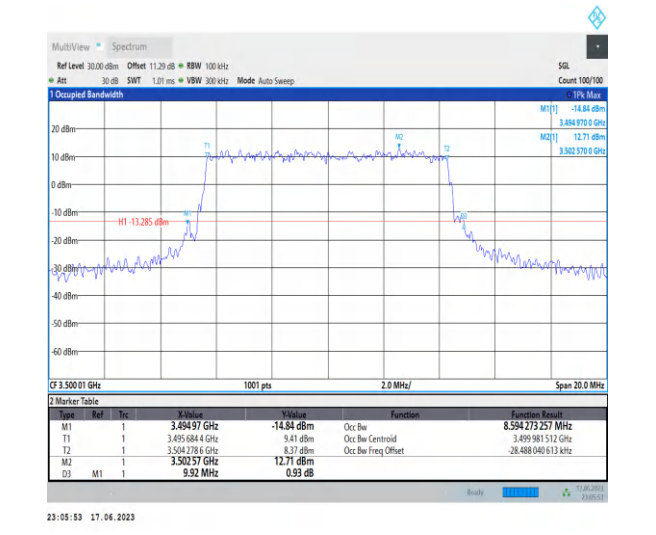 MultiView Spectrum
Ref Level 30.00 dBm Offset 11.29 dB RBW 100 kHz SGL
Att 30 dB SWT 1.01 ms VBW 300 kHz Mode Auto Sweep Count 100/100
1 Occupied Bandwidth 1Pk Max
M1[1] -14.84 dBm
3.494 970 0 GHz
M2[1] 12.71 dBm
3.502 570 0 GHz
20 dBm
M2
T1 T2
10 dBm
0 dBm
-10 dBm
M1
H1 -13.285 dBm
-20 dBm
-30 dBm
-40 dBm
-50 dBm
-60 dBm
CF 3.500 01 GHz 1001 pts 2.0 MHz/ Span 20.0 MHz
2 Marker Table
Type Ref Trc X-Value Y-Value Function Function Result
M1 1 3.494 97 GHz -14.84 dBm Occ Bw 8.594 273 257 MHz
T1 1 3.495 684 4 GHz 9.41 dBm Occ Bw Centroid 3.499 981 512 GHz
T2 1 3.504 278 6 GHz 8.37 dBm Occ Bw Freq Offset -28.488 040 613 kHz
M2 1 3.502 57 GHz 12.71 dBm
D3 M1 1 9.92 MHz 0.93 dB
Ready 17.06.2023
23:05:53
23:05:53 17.06.2023